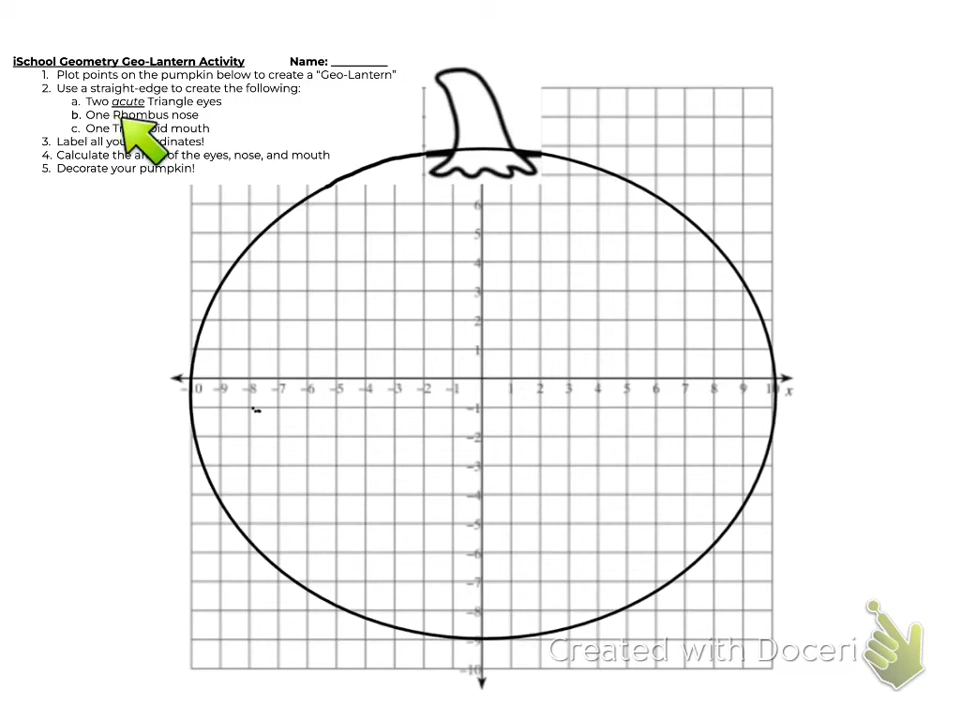 iSchool Geometry Geo-Lantern Activity Name: ________
1. Plot points on the pumpkin below to create a “Geo-Lantern”
2. Use a straight-edge to create the following:
a. Two acute Triangle eyes
b. One Rhombus nose
c. One mouth
3. Label all
4. Calculate the of the eyes, nose, and mouth
5. Decorate your pumpkin!
6
5
4
3
2
1
-9 -8 -7 -6 -5 -4 -3 -2 -1 1 2 3 4 5 6 7 8 9 10 x
-1
-2
-3
-4
-5
-6
-7
-8
-9
-10
Created with Doceri